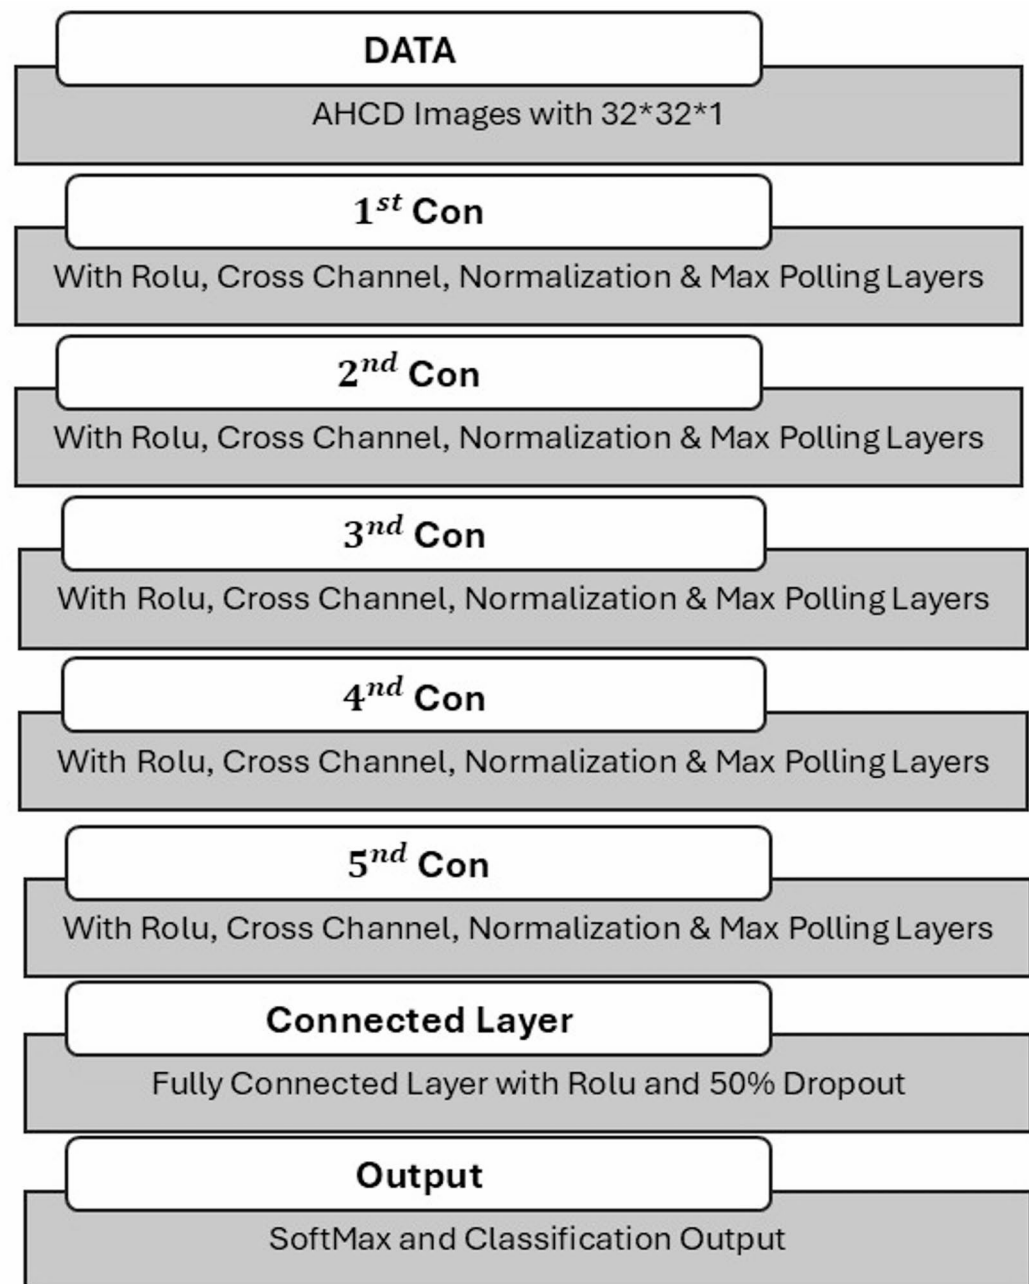 DATA
AHCD Images with 32*32*1
1st Con
With Rolu, Cross Channel, Normalization & Max Polling Layers
2nd Con
With Rolu, Cross Channel, Normalization & Max Polling Layers
3nd Con
With Rolu, Cross Channel, Normalization & Max Polling Layers
4nd Con
With Rolu, Cross Channel, Normalization & Max Polling Layers
5nd Con
With Rolu, Cross Channel, Normalization & Max Polling Layers
Connected Layer
Fully Connected Layer with Rolu and 50% Dropout
Output
SoftMax and Classification Output